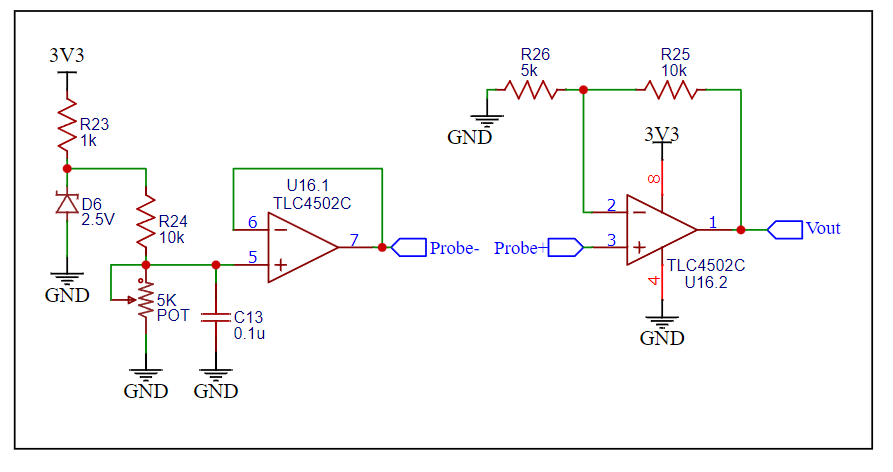 3V3
R23
1k
D6
2.5V
GND
R24
10k
5K
POT
GND
C13
0.1u
GND
U16.1
TLC4502C
6
5
7
Probe-
Probe+
R26
5k
R25
10k
GND
3V3
8
2
3
1
4
Vout
TLC4502C
U16.2
GND